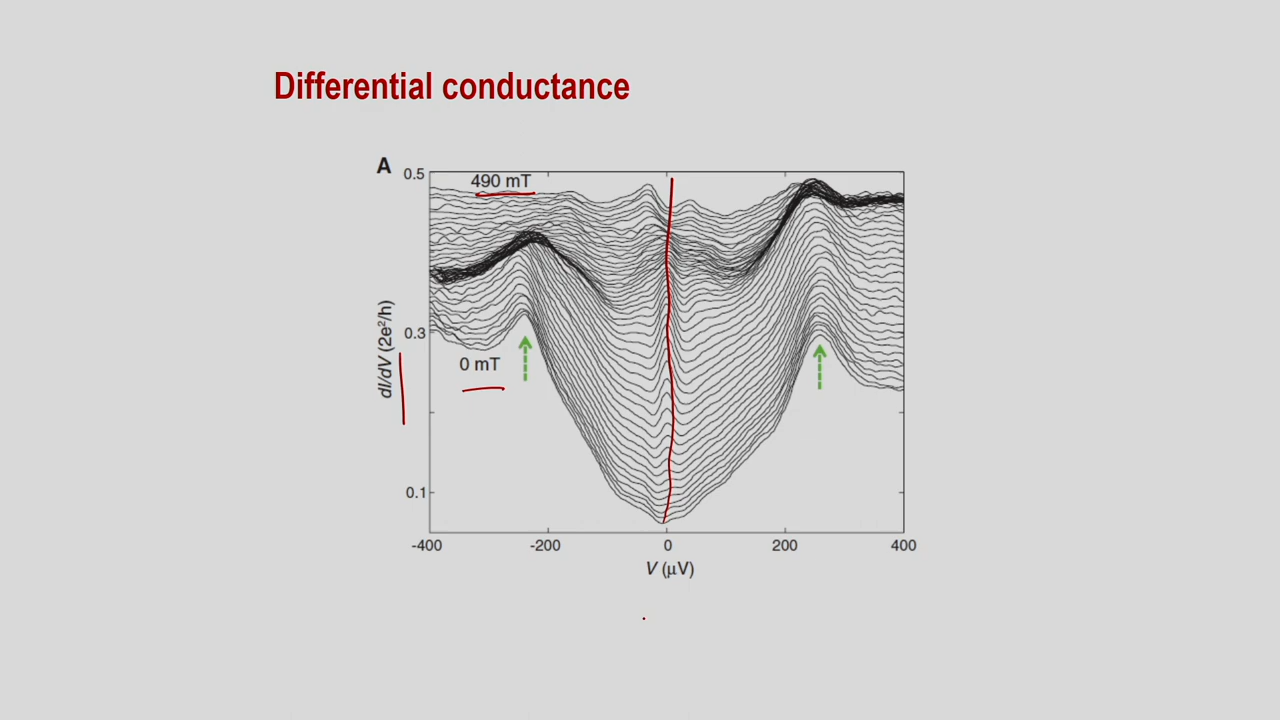 Differential conductance
A
0.5
490 mT
dI/dV (2e²/h)
0.3
0 mT
0.1
-400
-200
0
200
400
V (μV)